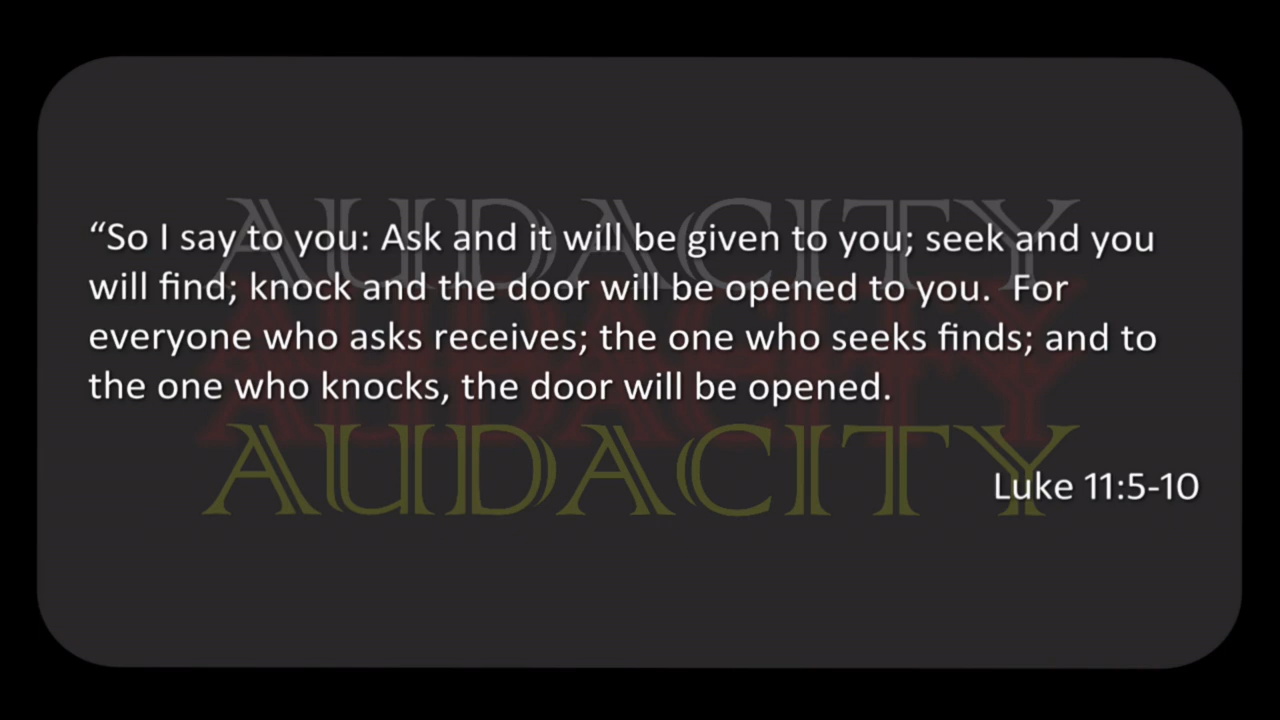 AUDACITY
“So I say to you: Ask and it will be given to you; seek and you
will find; knock and the door will be opened to you.  For
everyone who asks receives; the one who seeks finds; and to
the one who knocks, the door will be opened.
AUDACITY
AUDACITY
AUDACITY
Luke 11:5-10